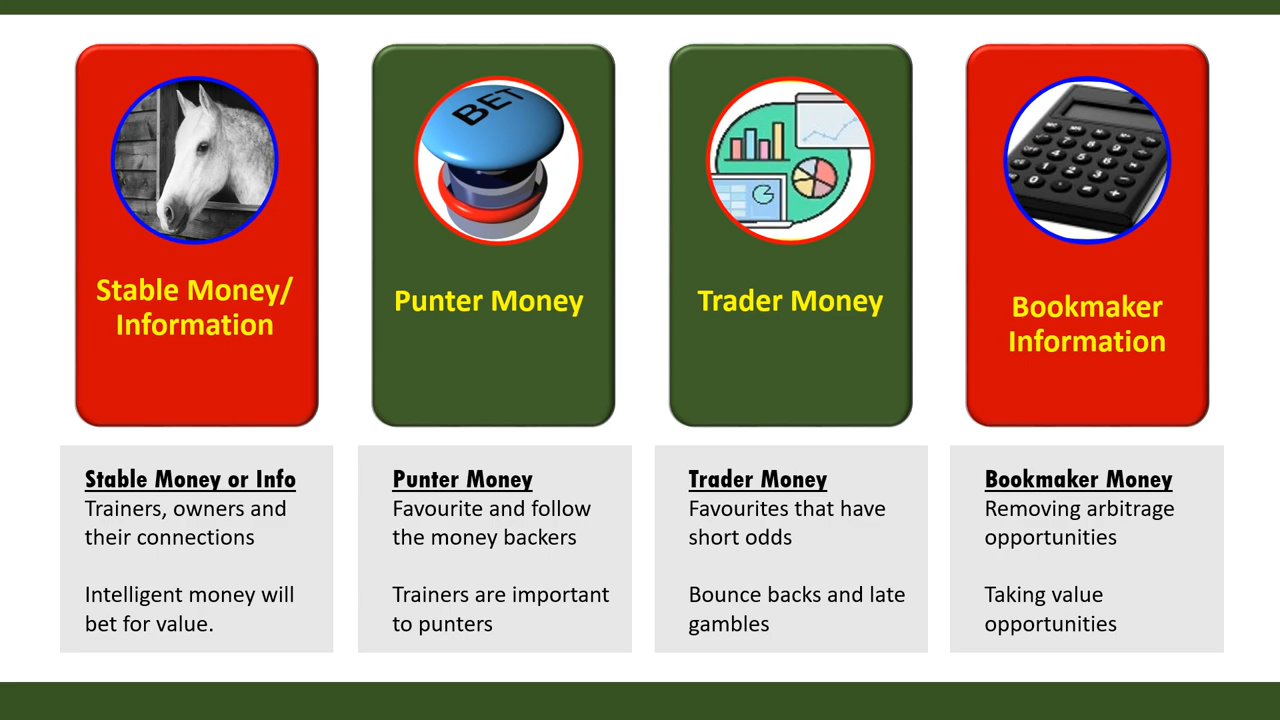 BET
Stable Money/
Information
Punter Money
Trader Money
Bookmaker
Information
Stable Money or Info
Trainers, owners and
their connections
Intelligent money will
bet for value.
Punter Money
Favourite and follow
the money backers
Trainers are important
to punters
Trader Money
Favourites that have
short odds
Bounce backs and late
gambles
Bookmaker Money
Removing arbitrage
opportunities
Taking value
opportunities